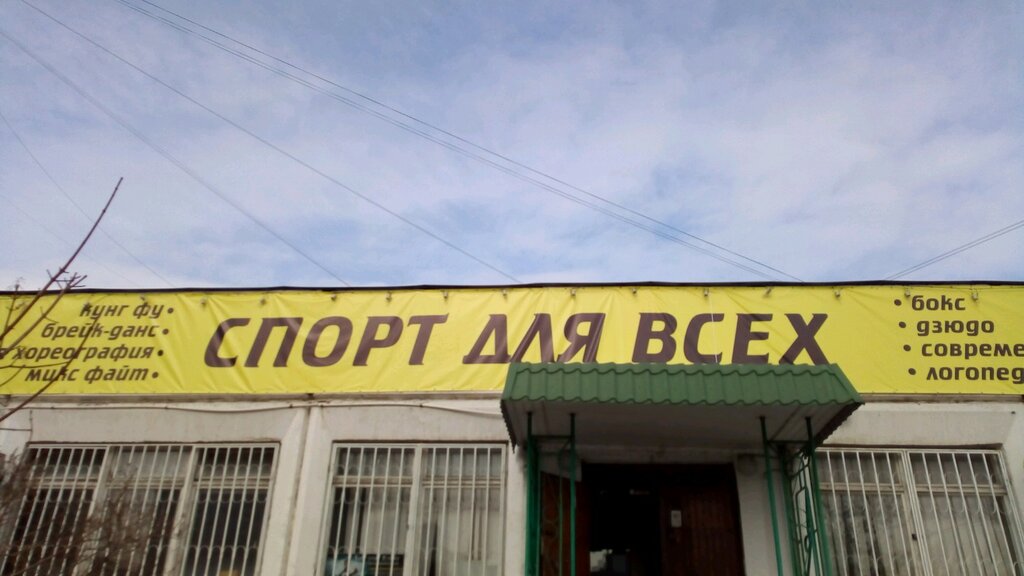 кунг фу •
брейк-данс •
хореография •
микс файт •
СПОРТ ДЛЯ ВСЕХ
• бокс
• дзюдо
• совреме
• логопед